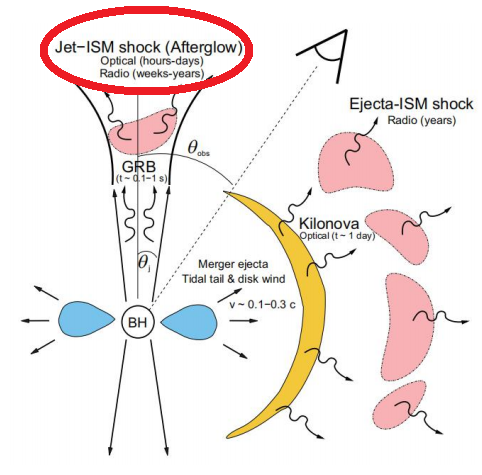 Jet−ISM shock (Afterglow)
Optical (hours-days)
Radio (weeks-years)
Ejecta-ISM shock
Radio (years)
θobs
GRB
(t ~ 0.1−1 s)
Kilonova
Optical (t ~ 1 day)
θj
Merger ejecta
Tidal tail & disk wind
v ~ 0.1−0.3 c
BH